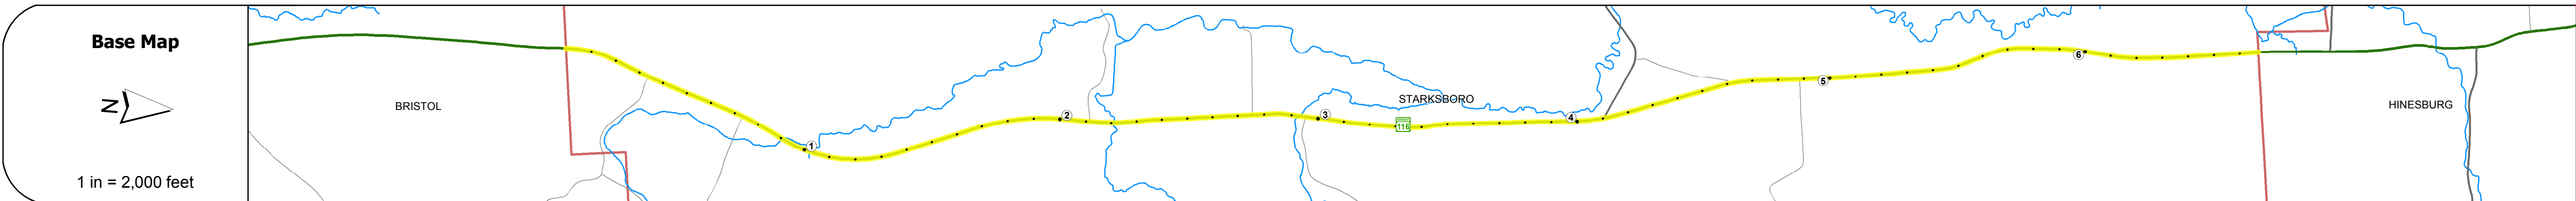 Base Map
N
1 in = 2,000 feet
BRISTOL
1
2
3
STARKSBORO
116
4
5
6
HINESBURG